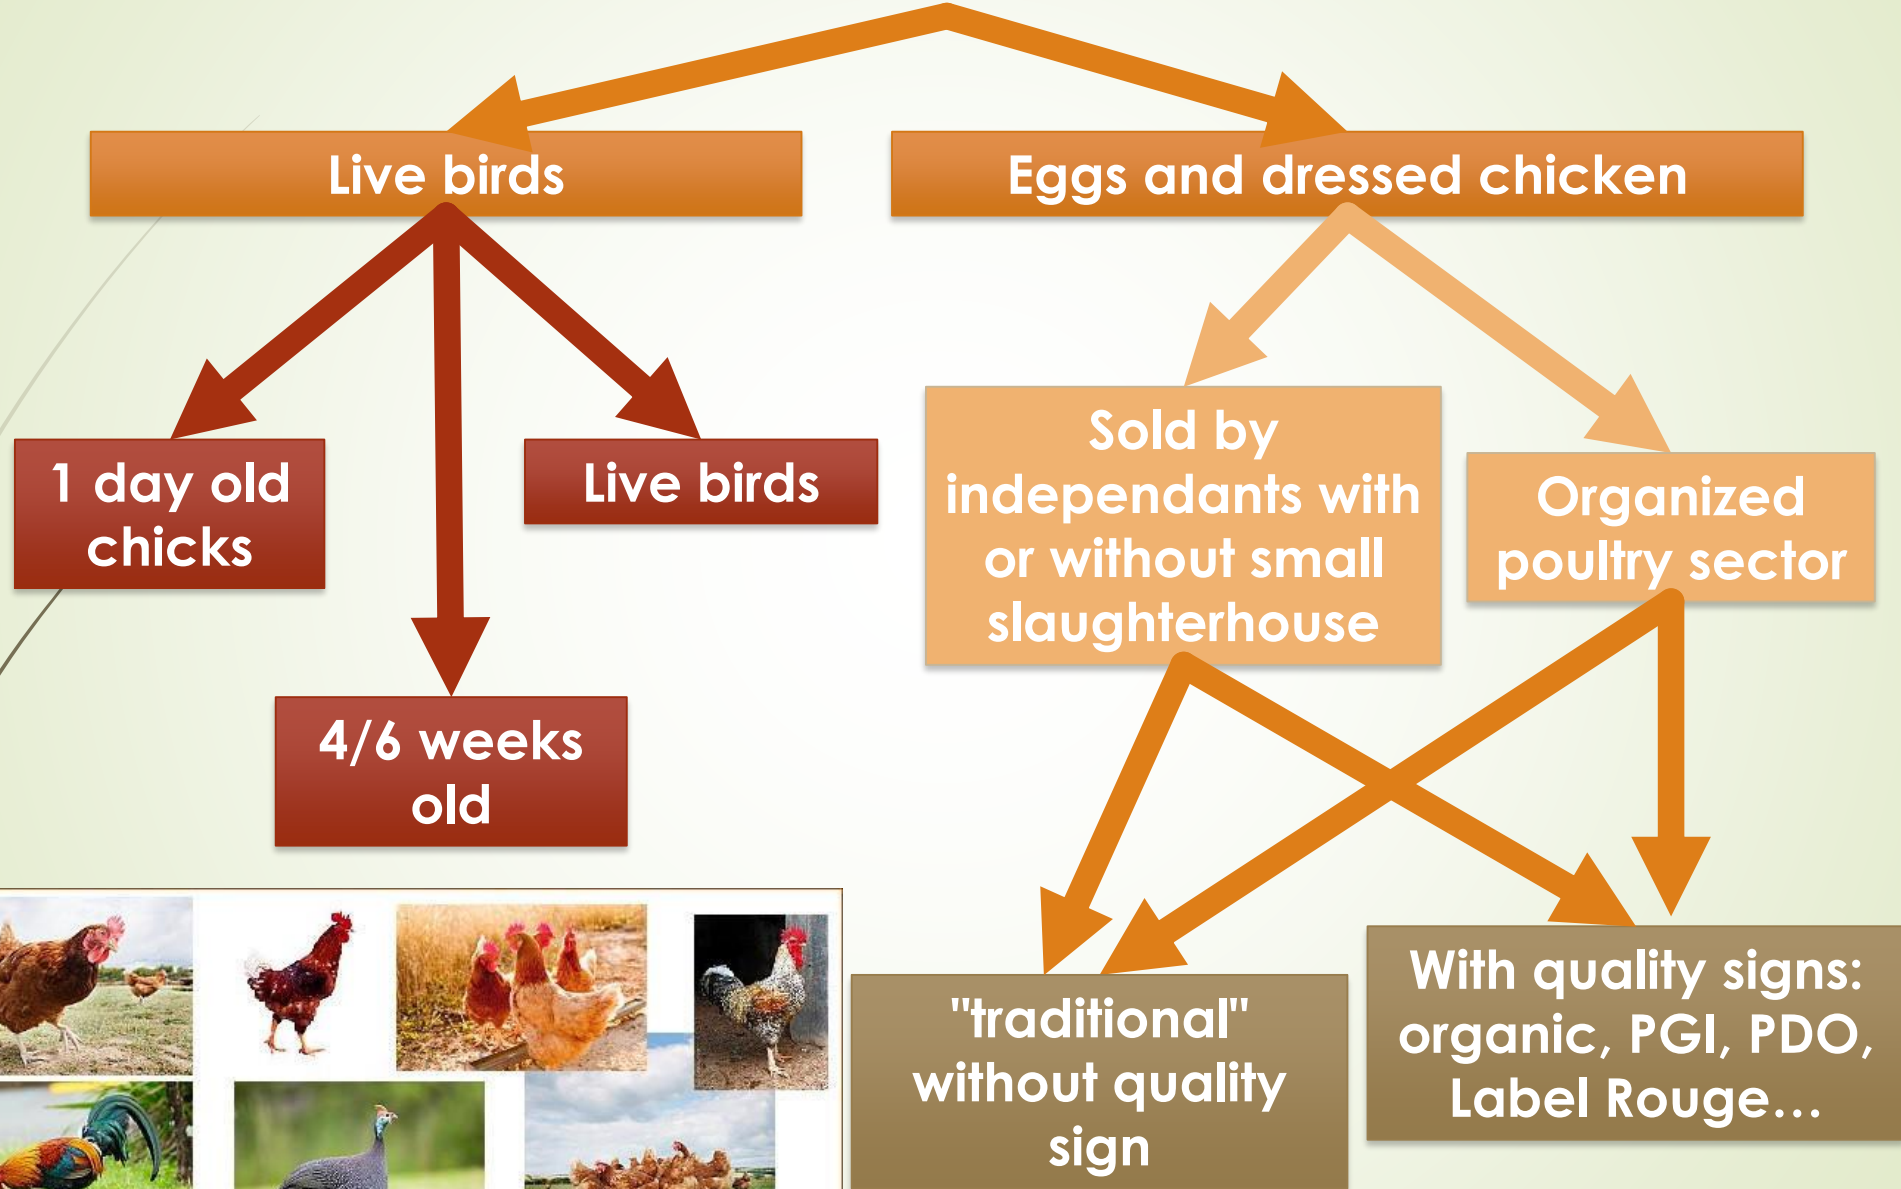 Live birds
Eggs and dressed chicken
1 day old
chicks
Live birds
4/6 weeks
old
Sold by
independants with
or without small
slaughterhouse
Organized
poultry sector
"traditional"
without quality
sign
With quality signs:
organic, PGI, PDO,
Label Rouge…